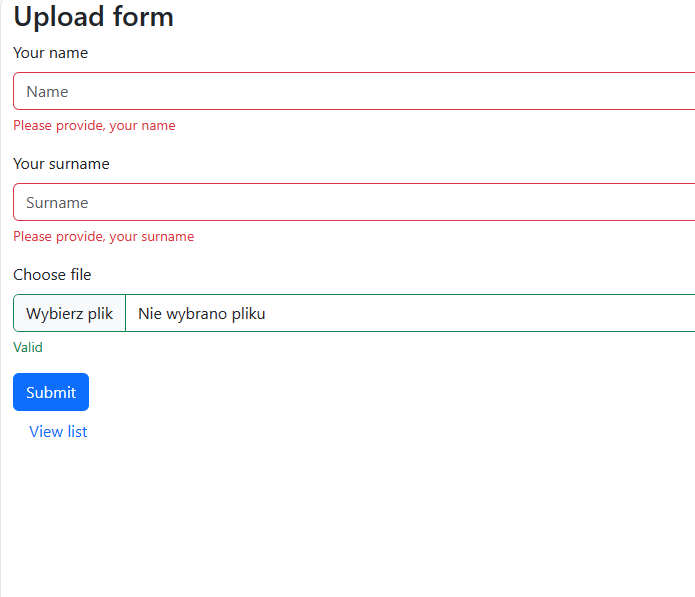 Upload form
Your name
Name
Please provide, your name
Your surname
Surname
Please provide, your surname
Choose file
Wybierz plik Nie wybrano pliku
Valid
Submit
View list